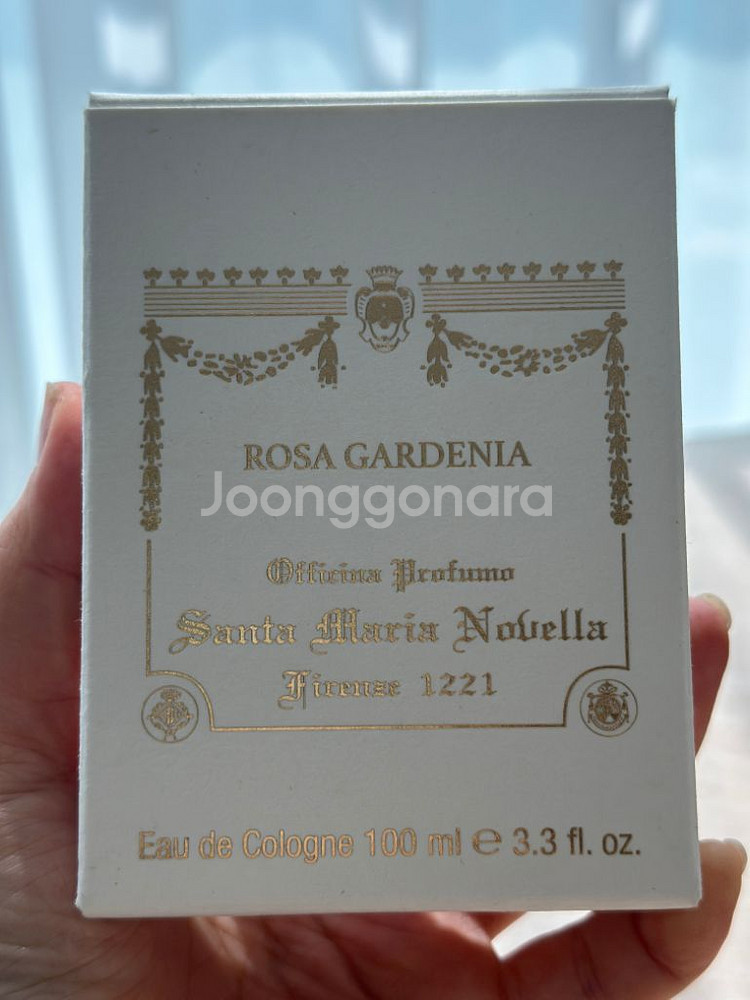 ROSA GARDENIA
Joonggonara
Officina Profumo
Santa Maria Novella
Firenze 1221
Eau de Cologne 100 ml e 3.3 fl. oz.